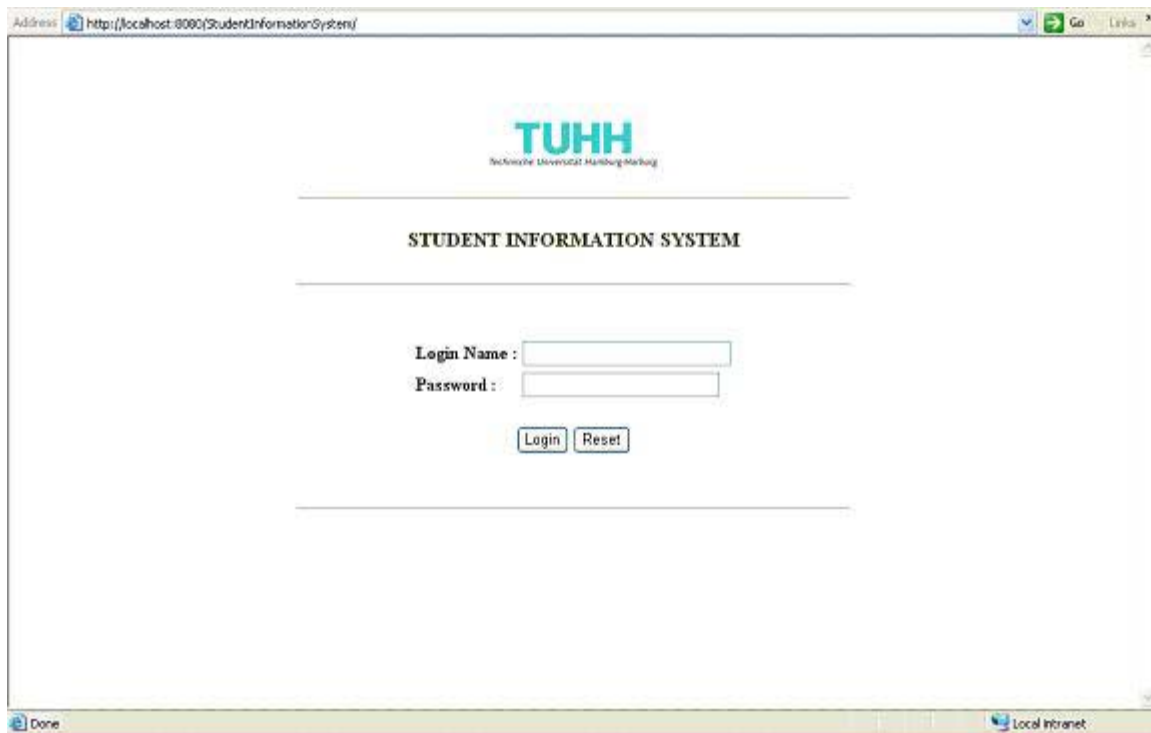 Address http://localhost:8080/StudentInformationSystem/ Go Links
TUHH
Technische Universität Hamburg-Harburg
STUDENT INFORMATION SYSTEM
Login Name :
Password :
Login Reset
Done Local intranet